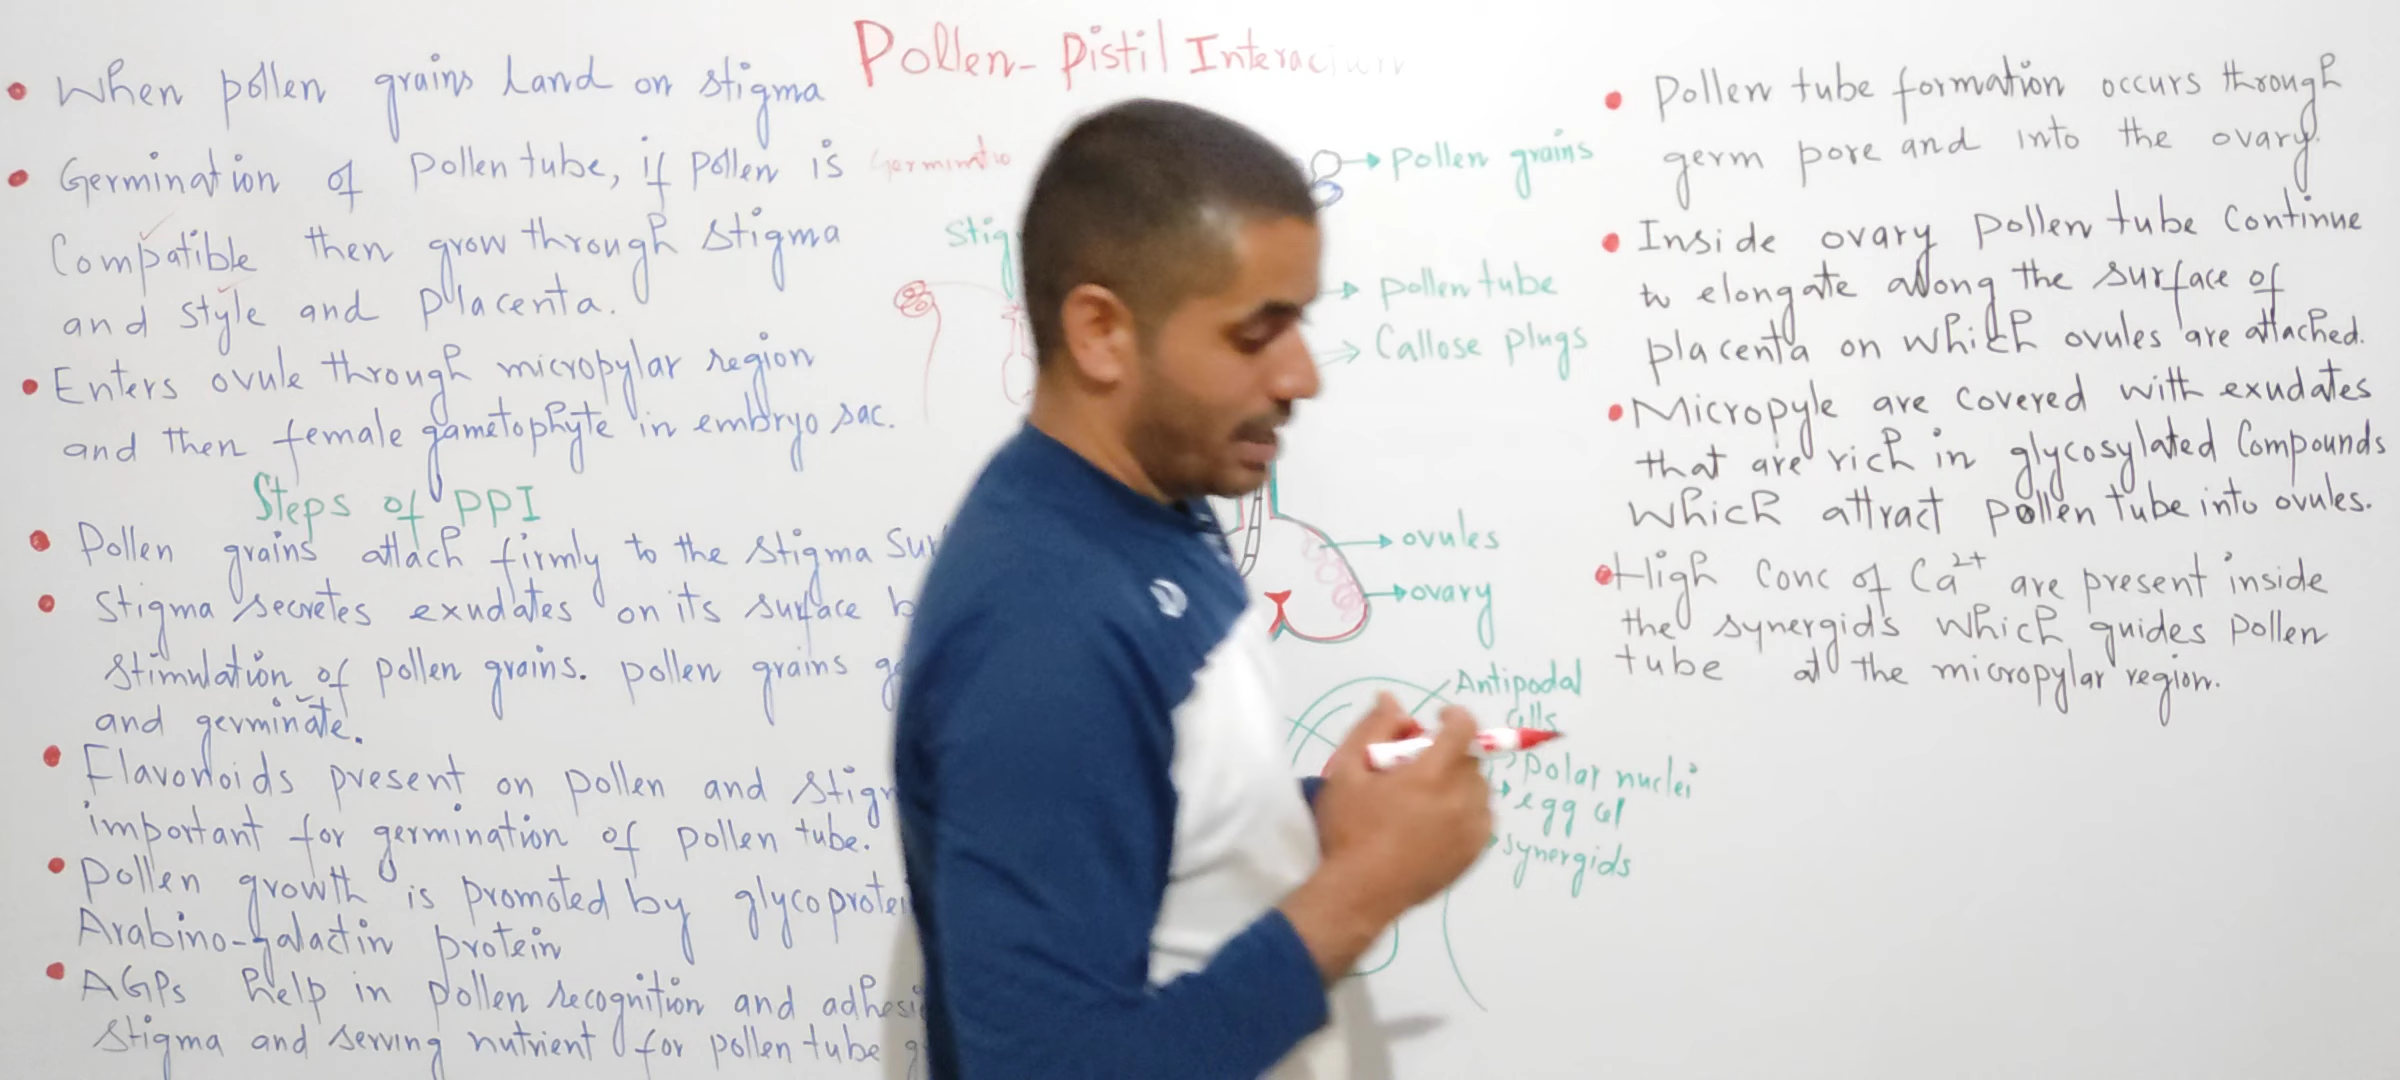 Pollen-Pistil Interac
• When pollen grains land on stigma
• Germination of pollen tube, if pollen is
Compatible then grow through stigma
and style and placenta.
• Enters ovule through micropylar region
and then female gametophyte in embryo sac.
Steps of PPI
• Pollen grains attach firmly to the stigma
• Stigma secretes exudates on its surface
stimulation of pollen grains. pollen grains
and germinate.
• Flavonoids present on pollen and
important for germination of pollen tube.
• pollen growth is promoted by
Arabino-galactin protein
• AGPs help in pollen recognition and
stigma and serving nutrient for pollen tube
pollen grains
pollen tube
Callose plugs
ovules
ovary
Antipodal
cells
polar nuclei
egg cel
synergids
• Pollen tube formation occurs through
germ pore and into the ovary.
• Inside ovary pollen tube continue
to elongate along the surface of
placenta on which ovules are attached.
• Micropyle are covered with exudates
that are rich in glycosylated compounds
which attract pollen tube into ovules.
• High Conc of Ca2+ are present inside
the synergids which guides pollen
tube at the micropylar region.